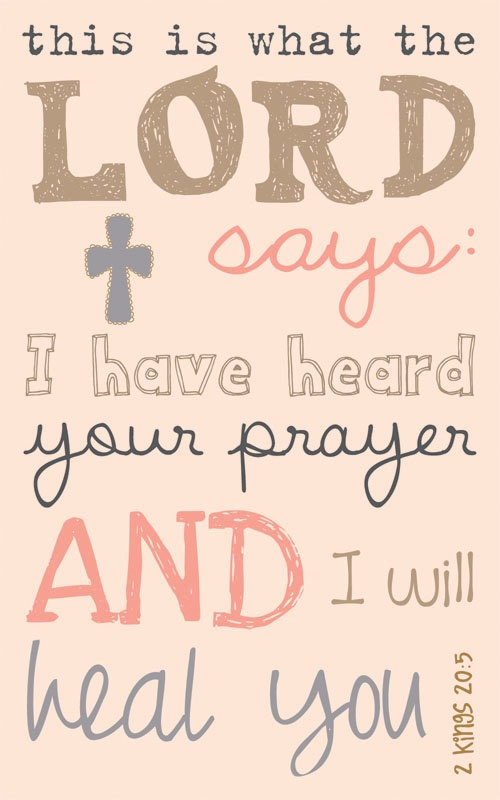 this is what the
LORD
says:
I have heard
your prayer
AND I will
heal you
2 kings 20:5